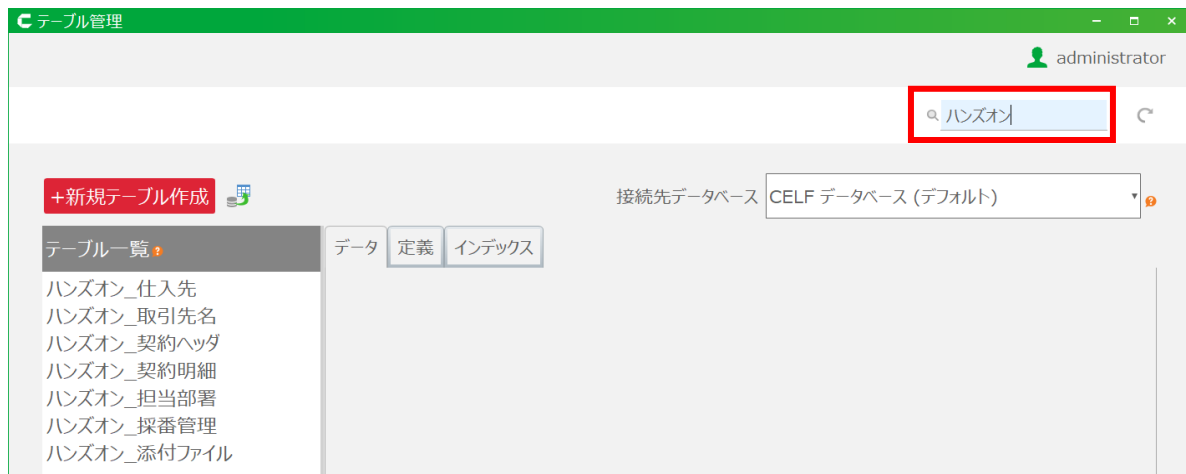 テーブル管理
administrator
ハンズオン
+新規テーブル作成
接続先データベース CELF データベース (デフォルト)
テーブル一覧
データ 定義 インデックス
ハンズオン_仕入先
ハンズオン_取引先名
ハンズオン_契約ヘッダ
ハンズオン_契約明細
ハンズオン_担当部署
ハンズオン_採番管理
ハンズオン_添付ファイル